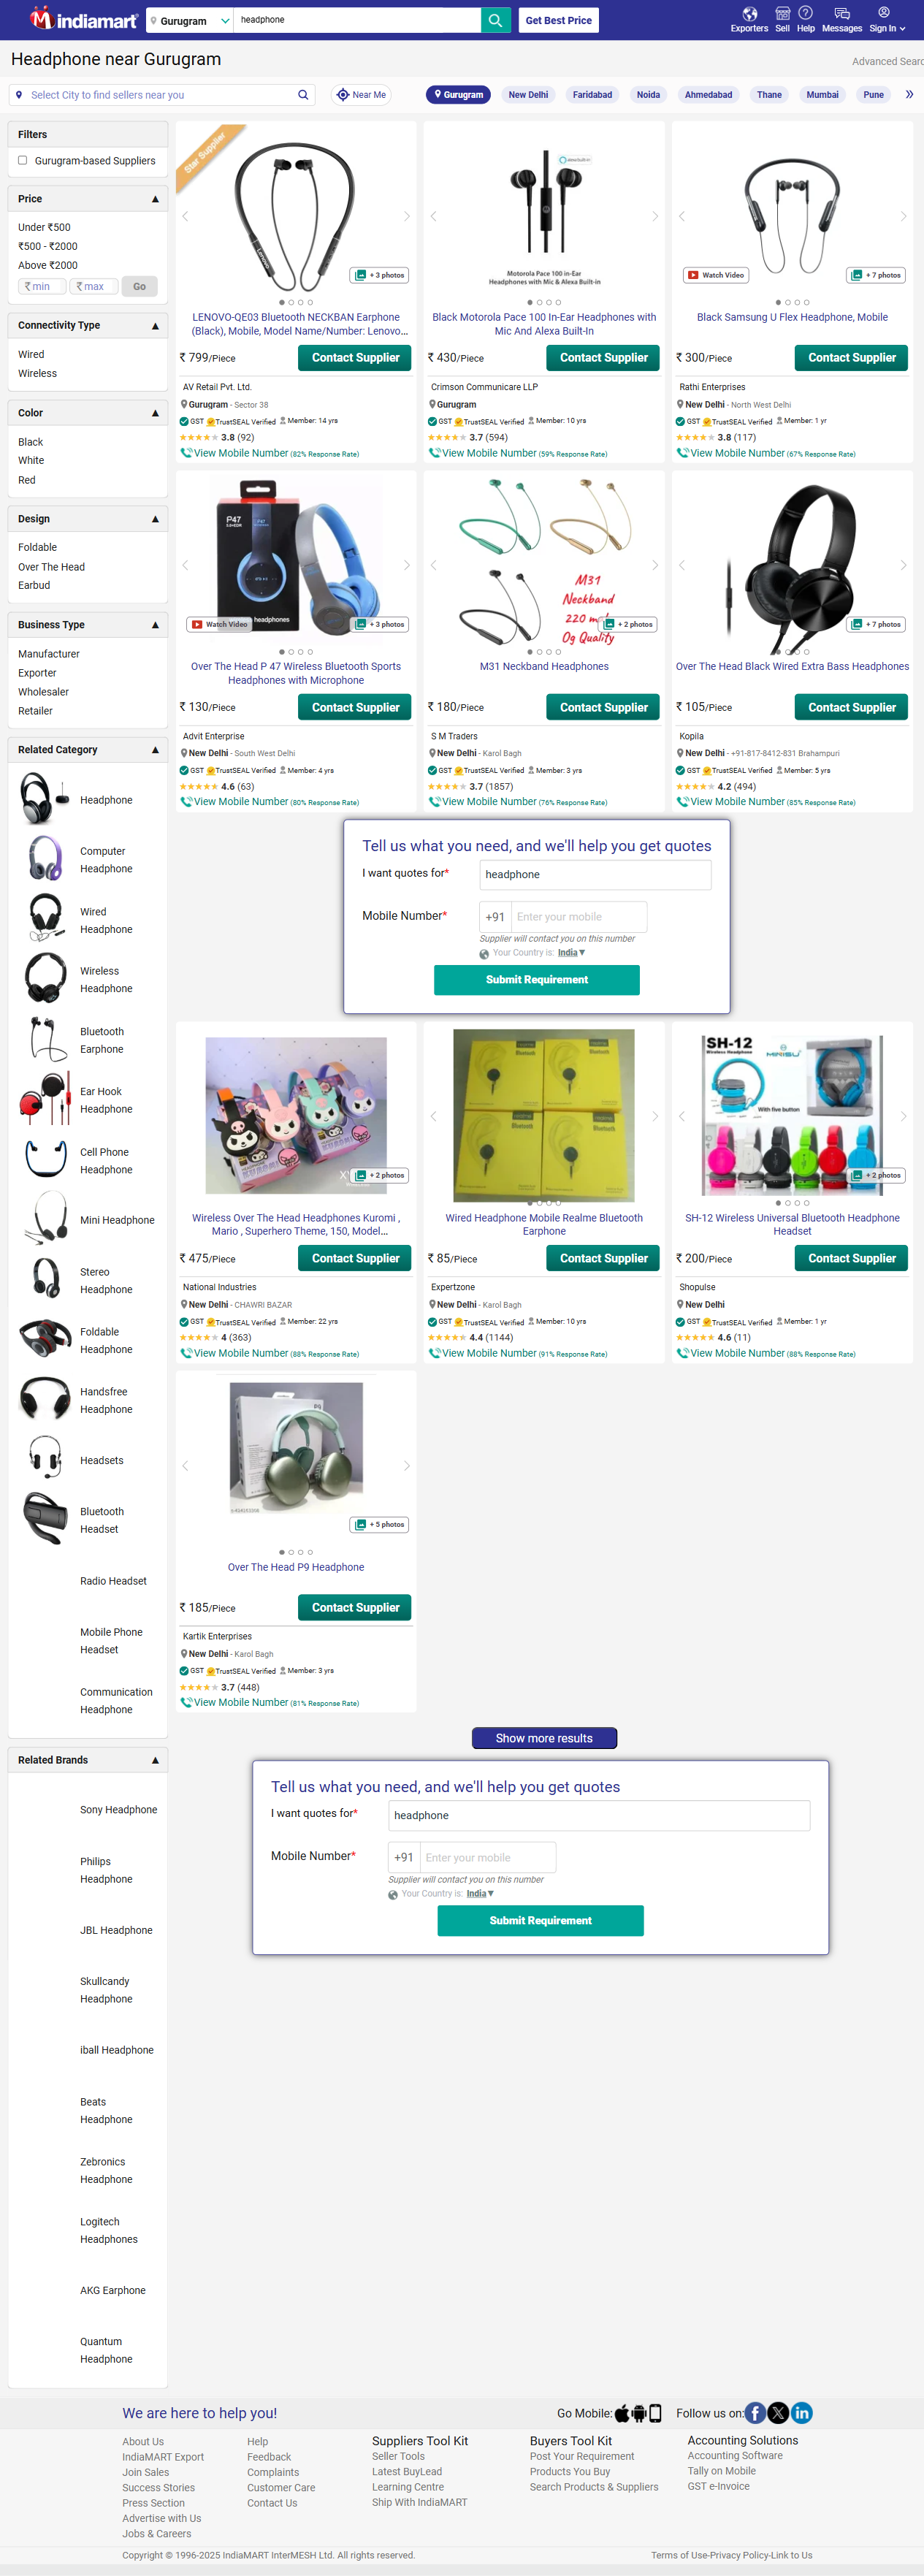 indiamart
Gurugram
headphone
Get Best Price
Exporters
Sell
Help
Messages
Sign In
Headphone near Gurugram
Advanced Searc
Select City to find sellers near you
Near Me
Gurugram
New Delhi
Faridabad
Noida
Ahmedabad
Thane
Mumbai
Pune
Filters
Gurugram-based Suppliers
Price
Under ₹500
₹500 - ₹2000
Above ₹2000
₹ min
₹ max
Go
Connectivity Type
Wired
Wireless
Color
Black
White
Red
Design
Foldable
Over The Head
Earbud
Business Type
Manufacturer
Exporter
Wholesaler
Retailer
Related Category
Headphone
Computer
Headphone
Wired
Headphone
Wireless
Headphone
Bluetooth
Earphone
Ear Hook
Headphone
Cell Phone
Headphone
Mini Headphone
Stereo
Headphone
Foldable
Headphone
Handsfree
Headphone
Headsets
Bluetooth
Headset
Radio Headset
Mobile Phone
Headset
Communication
Headphone
Related Brands
Sony Headphone
Philips
Headphone
JBL Headphone
Skullcandy
Headphone
iball Headphone
Beats
Headphone
Zebronics
Headphone
Logitech
Headphones
AKG Earphone
Quantum
Headphone
Star Supplier
+ 3 photos
LENOVO-QE03 Bluetooth NECKBAN Earphone
(Black), Mobile, Model Name/Number: Lenovo...
₹ 799/Piece
Contact Supplier
AV Retail Pvt. Ltd.
Gurugram - Sector 38
GST TrustSEAL Verified Member: 14 yrs
3.8 (92)
View Mobile Number (82% Response Rate)
Motorola Pace 100 in-Ear
Headphones with Mic & Alexa Built-in
Black Motorola Pace 100 In-Ear Headphones with
Mic And Alexa Built-In
₹ 430/Piece
Contact Supplier
Crimson Communicare LLP
Gurugram
GST TrustSEAL Verified Member: 10 yrs
3.7 (594)
View Mobile Number (59% Response Rate)
Watch Video
+ 7 photos
Black Samsung U Flex Headphone, Mobile
₹ 300/Piece
Contact Supplier
Rathi Enterprises
New Delhi - North West Delhi
GST TrustSEAL Verified Member: 1 yr
3.8 (117)
View Mobile Number (67% Response Rate)
P47
P47
headphones
Watch Video
+ 3 photos
Over The Head P 47 Wireless Bluetooth Sports
Headphones with Microphone
₹ 130/Piece
Contact Supplier
Advit Enterprise
New Delhi - South West Delhi
GST TrustSEAL Verified Member: 4 yrs
4.6 (63)
View Mobile Number (80% Response Rate)
M31
Neckband
220 m
Og Quality
+ 2 photos
M31 Neckband Headphones
₹ 180/Piece
Contact Supplier
S M Traders
New Delhi - Karol Bagh
GST TrustSEAL Verified Member: 3 yrs
3.7 (1857)
View Mobile Number (76% Response Rate)
+ 7 photos
Over The Head Black Wired Extra Bass Headphones
₹ 105/Piece
Contact Supplier
Kopila
New Delhi - +91-817-8412-831 Brahampuri
GST TrustSEAL Verified Member: 5 yrs
4.2 (494)
View Mobile Number (85% Response Rate)
Tell us what you need, and we'll help you get quotes
I want quotes for*
headphone
Mobile Number*
+91 Enter your mobile
Supplier will contact you on this number
Your Country is: India▼
Submit Requirement
+ 2 photos
Wireless Over The Head Headphones Kuromi ,
Mario , Superhero Theme, 150, Model...
₹ 475/Piece
Contact Supplier
National Industries
New Delhi - CHAWRI BAZAR
GST TrustSEAL Verified Member: 22 yrs
4 (363)
View Mobile Number (88% Response Rate)
Bluetooth
Bluetooth
Wired Headphone Mobile Realme Bluetooth
Earphone
₹ 85/Piece
Contact Supplier
Expertzone
New Delhi - Karol Bagh
GST TrustSEAL Verified Member: 10 yrs
4.4 (1144)
View Mobile Number (91% Response Rate)
SH-12
Wireless Headphone
With five button
+ 2 photos
SH-12 Wireless Universal Bluetooth Headphone
Headset
₹ 200/Piece
Contact Supplier
Shopulse
New Delhi
GST TrustSEAL Verified Member: 1 yr
4.6 (11)
View Mobile Number (88% Response Rate)
P9
+ 5 photos
Over The Head P9 Headphone
₹ 185/Piece
Contact Supplier
Kartik Enterprises
New Delhi - Karol Bagh
GST TrustSEAL Verified Member: 3 yrs
3.7 (448)
View Mobile Number (81% Response Rate)
Show more results
Tell us what you need, and we'll help you get quotes
I want quotes for*
headphone
Mobile Number*
+91 Enter your mobile
Supplier will contact you on this number
Your Country is: India▼
Submit Requirement
We are here to help you!
Go Mobile:
Follow us on:
About Us
IndiaMART Export
Join Sales
Success Stories
Press Section
Advertise with Us
Jobs & Careers
Help
Feedback
Complaints
Customer Care
Contact Us
Suppliers Tool Kit
Seller Tools
Latest BuyLead
Learning Centre
Ship With IndiaMART
Buyers Tool Kit
Post Your Requirement
Products You Buy
Search Products & Suppliers
Accounting Solutions
Accounting Software
Tally on Mobile
GST e-Invoice
Copyright © 1996-2025 IndiaMART InterMESH Ltd. All rights reserved.
Terms of Use-Privacy Policy-Link to Us